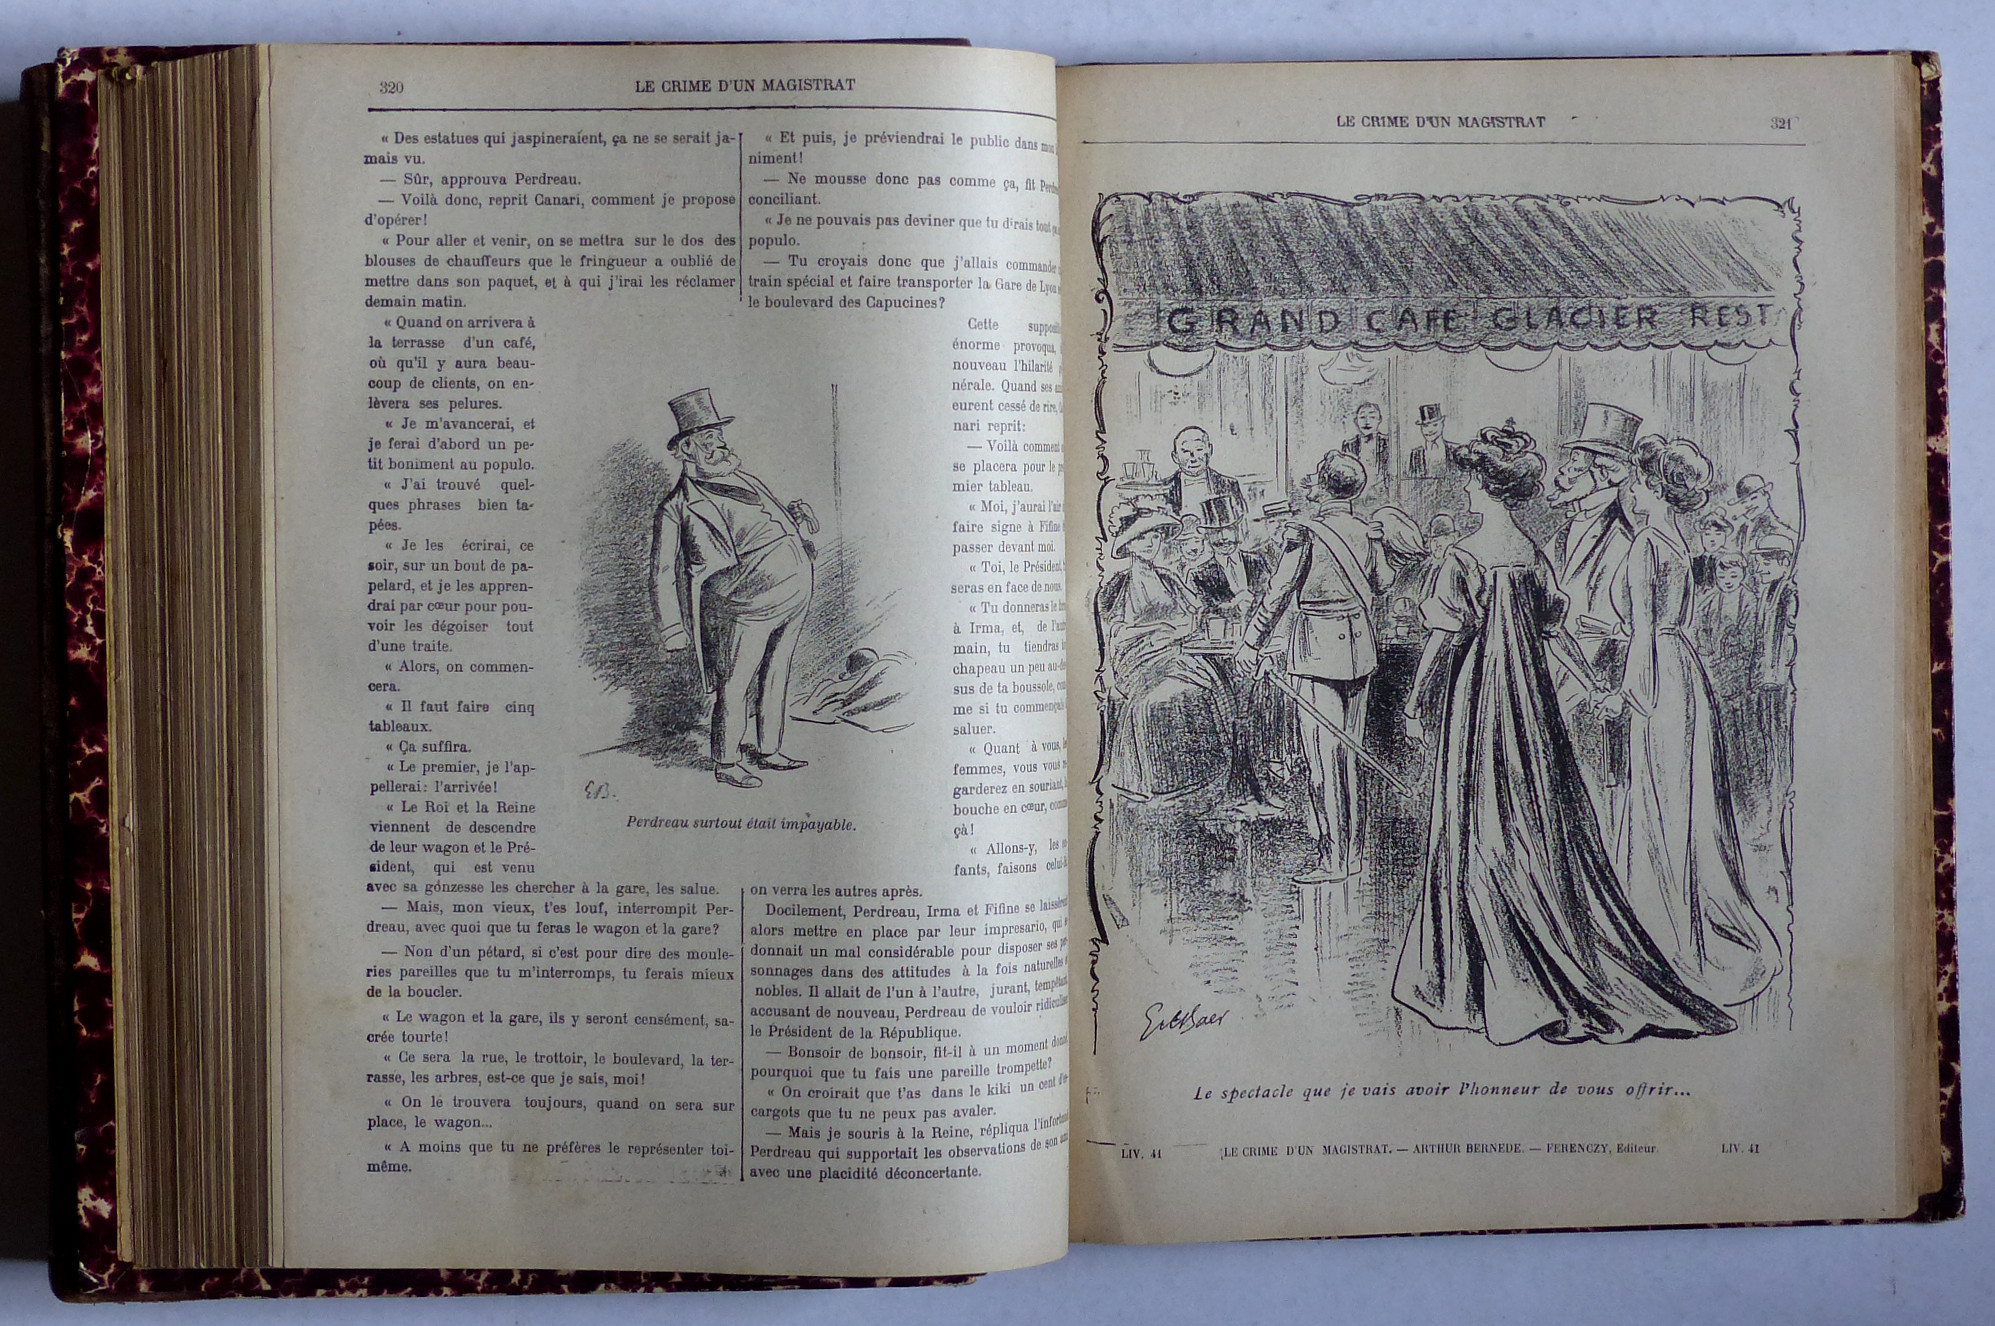 320
LE CRIME D'UN MAGISTRAT
« Des estatues qui jaspineraient, ça ne se serait ja-
mais vu.
— Sûr, approuva Perdreau.
— Voilà donc, reprit Canari, comment je propose
d'opérer!
« Pour aller et venir, on se mettra sur le dos des
blouses de chauffeurs que le fringueur a oublié de
mettre dans son paquet, et à qui j'irai les réclamer
demain matin.
« Quand on arrivera à
la terrasse d'un café,
où qu'il y aura beau-
coup de clients, on en-
lèvera ses pelures.
« Je m'avancerai, et
je ferai d'abord un pe-
tit boniment au populo.
« J'ai trouvé quel-
ques phrases bien ta-
pées.
« Je les écrirai, ce
soir, sur un bout de pa-
pelard, et je les appren-
drai par cœur pour pou-
voir les dégoiser tout
d'une traite.
« Alors, on commen-
cera.
« Il faut faire cinq
tableaux.
« Ça suffira.
« Le premier, je l'ap-
pellerai: l'arrivée!
« Le Roi et la Reine
viennent de descendre
de leur wagon et le Pré-
sident, qui est venu
avec sa gonzesse les chercher à la gare, les salue.
— Mais, mon vieux, t'es louf, interrompit Per-
dreau, avec quoi que tu feras le wagon et la gare?
— Non d'un pétard, si c'est pour dire des moule-
ries pareilles que tu m'interromps, tu ferais mieux
de la boucler.
« Le wagon et la gare, ils y seront censément, sa-
crée tourte!
« Ce sera la rue, le trottoir, le boulevard, la ter-
rasse, les arbres, est-ce que je sais, moi!
« On le trouvera toujours, quand on sera sur
place, le wagon...
« A moins que tu ne préfères le représenter toi-
même.
« Et puis, je préviendrai le public dans mon
niment!
— Ne mousse donc pas comme ça, fit
conciliant.
« Je ne pouvais pas deviner que tu dirais tout
populo.
— Tu croyais donc que j'allais commander
train spécial et faire transporter la Gare de Lyon
le boulevard des Capucines?
Cette
énorme provoqua,
nouveau l'hilarité
nérale. Quand ses
eurent cessé de rire,
nari reprit:
— Voilà comment
se placera pour le
mier tableau.
« Moi, j'aurai l'air
faire signe à Fifine
passer devant moi.
« Toi, le Président,
seras en face de nous.
« Tu donneras le
à Irma, et, de l'autre
main, tu tiendras
chapeau un peu au-des
sus de ta boussole,
me si tu commençais
saluer.
« Quant à vous,
femmes, vous vous
garderez en souriant,
bouche en cœur,
çà!
« Allons-y, les
fants, faisons
on verra les autres après.
Docilement, Perdreau, Irma et Fifine se laissèrent
alors mettre en place par leur impresario, qui
donnait un mal considérable pour disposer ses
sonnages dans des attitudes à la fois naturelles
nobles. Il allait de l'un à l'autre, jurant,
accusant de nouveau, Perdreau de vouloir ridiculiser
le Président de la République.
— Bonsoir de bonsoir, fit-il à un moment donné
pourquoi que tu fais une pareille trompette?
« On croirait que t'as dans le kiki un cent
cargots que tu ne peux pas avaler.
— Mais je souris à la Reine, répliqua l'infortuné
Perdreau qui supportait les observations de son ami
avec une placidité déconcertante.
EB.
Perdreau surtout était impayable.
LE CRIME D'UN MAGISTRAT
321
GRAND CAFE GLACIER REST
Le spectacle que je vais avoir l'honneur de vous offrir...
LIV. 41
LE CRIME D'UN MAGISTRAT. — ARTHUR BERNEDE. — FERENCZY, Editeur.
LIV. 41